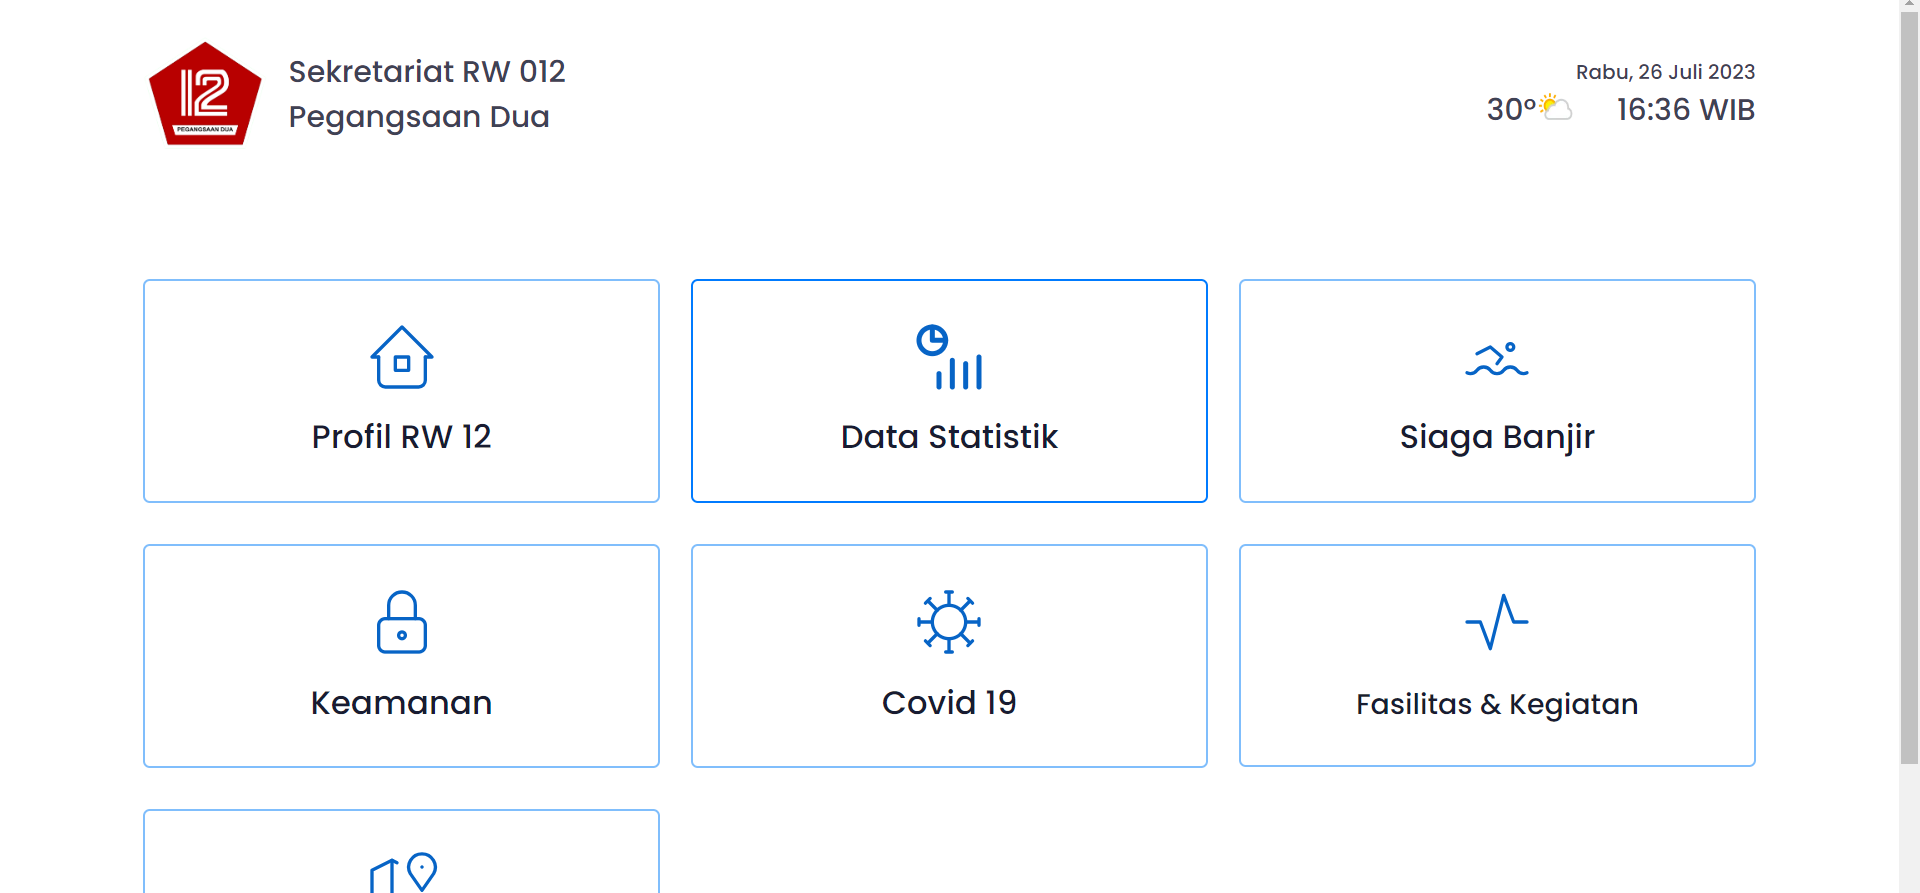 12
PEGANGSAAN DUA
Sekretariat RW 012
Pegangsaan Dua
Rabu, 26 Juli 2023
30° 16:36 WIB
Profil RW 12
Data Statistik
Siaga Banjir
Keamanan
Covid 19
Fasilitas & Kegiatan